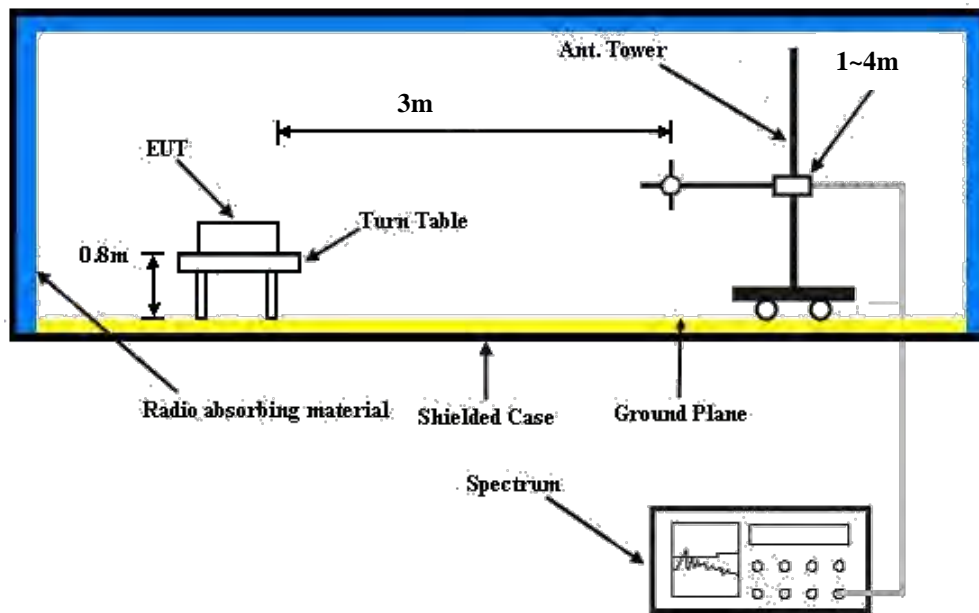 Ant. Tower
1~4m
3m
EUT
Turn Table
0.8m
Radio absorbing material
Shielded Case
Ground Plane
Spectrum